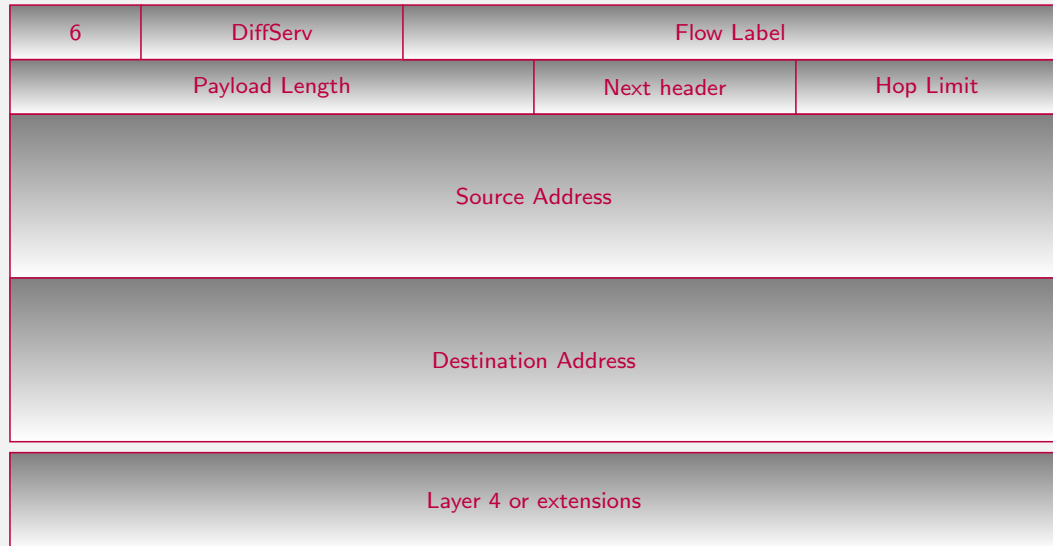 6
DiffServ
Flow Label
Payload Length
Next header
Hop Limit
Source Address
Destination Address
Layer 4 or extensions